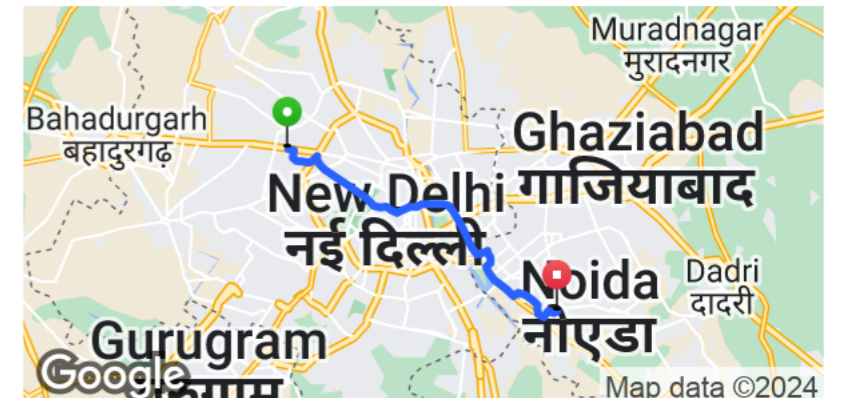 Muradnagar
मुरादनगर
Bahadurgarh
बहादुरगढ़
Ghaziabad
गाजियाबाद
New Delhi
नई दिल्ली
Noida
नोएडा
Dadri
दादरी
Gurugram
गुरुग्राम
Google
Map data ©2024